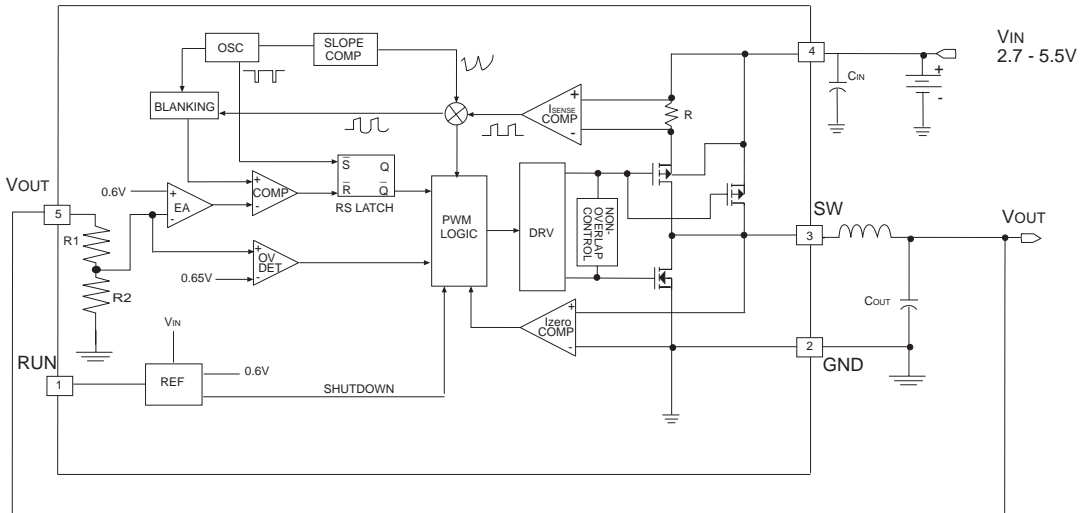 OSC
SLOPE
COMP
4
VIN
2.7 - 5.5V
CIN
+
-
BLANKING
+
ISENSE
COMP
-
R
S
Q
R
Q
RS LATCH
VOUT
5
0.6V
+
EA
-
+
COMP
-
PWM
LOGIC
DRV
NON-
OVERLAP
CONTROL
SW
3
VOUT
R1
R2
+
OV
DET
-
0.65V
COUT
+
IZero
COMP
-
2
GND
VIN
RUN
1
REF
0.6V
SHUTDOWN